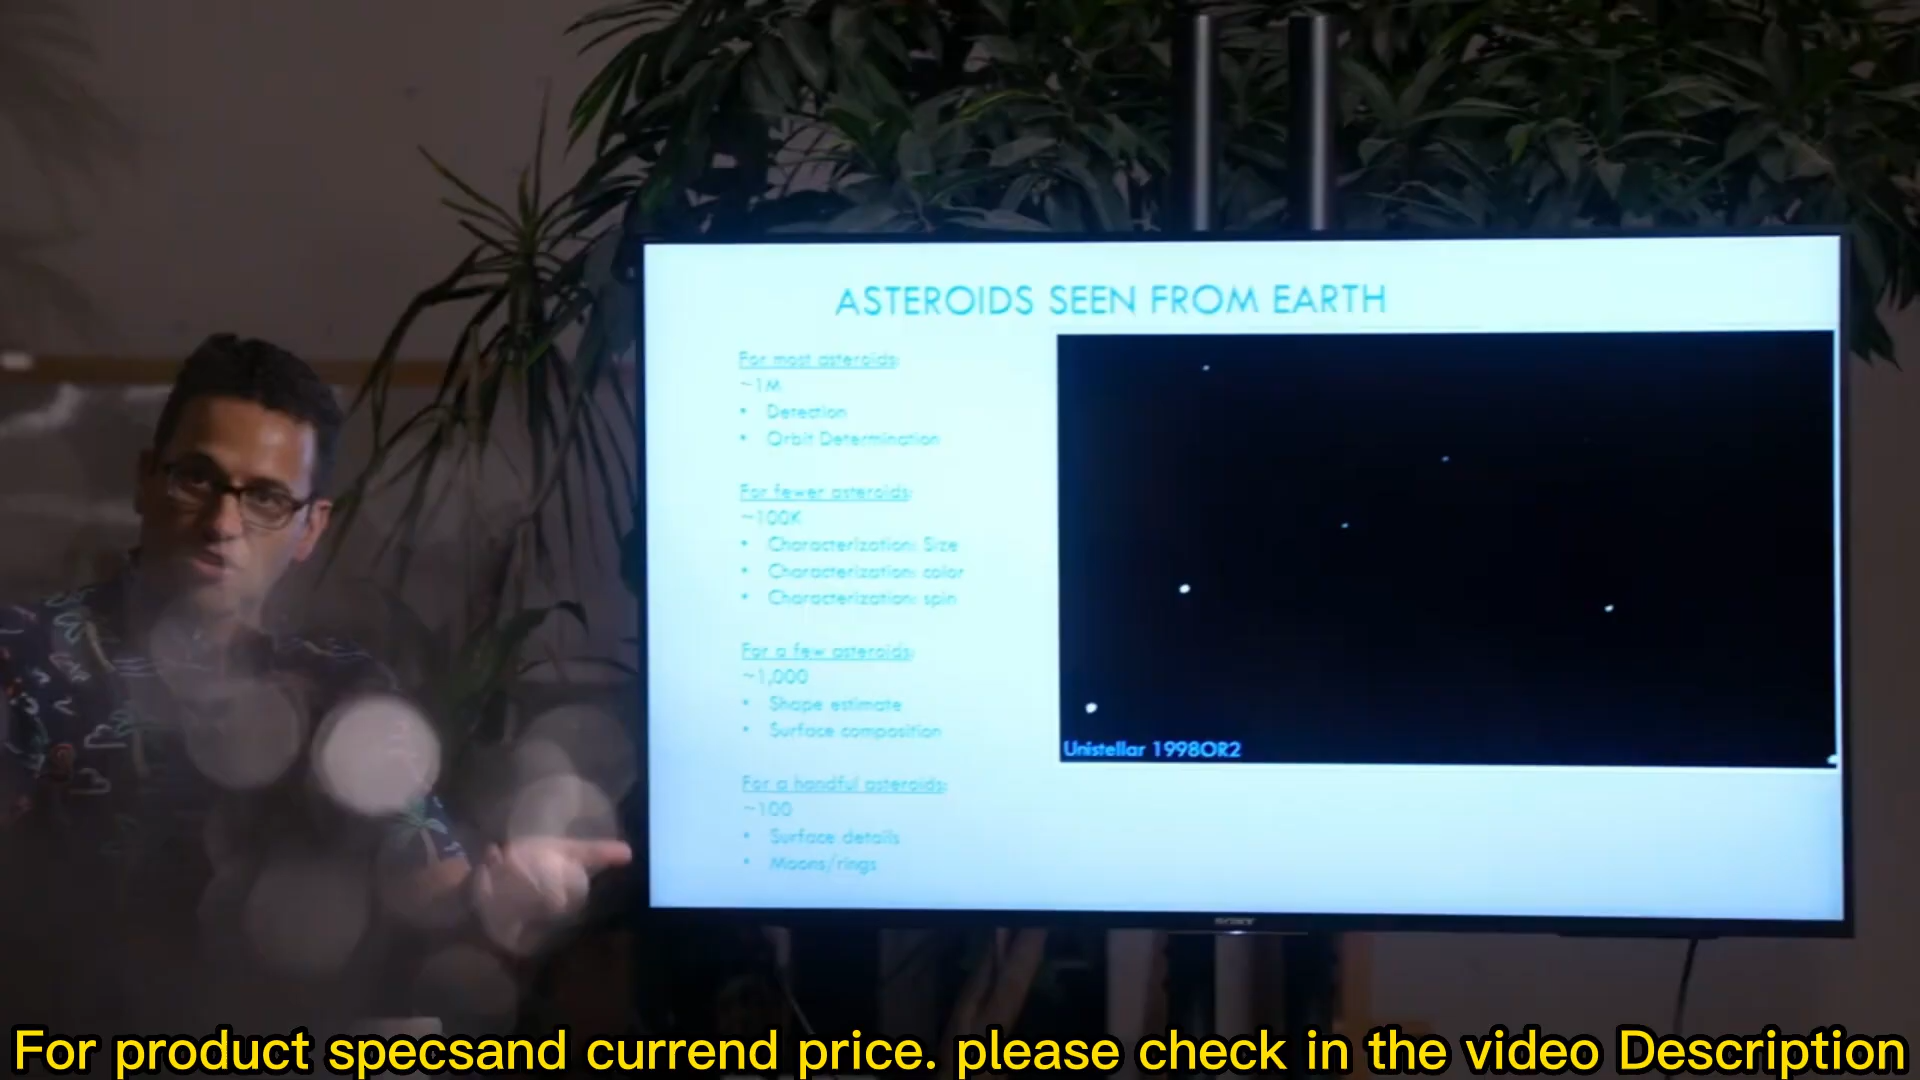 ASTEROIDS SEEN FROM EARTH
For most asteroids:
~1M
• Detection
• Orbit Determination
For fewer asteroids:
~100K
• Characterization: Size
• Characterization: color
• Characterization: spin
For a few asteroids:
~1,000
• Shape estimate
• Surface composition
For a handful asteroids:
~100
• Surface details
• Moons/rings
Unistellar 1998OR2
SONY
For product specsand currend price. please check in the video Description